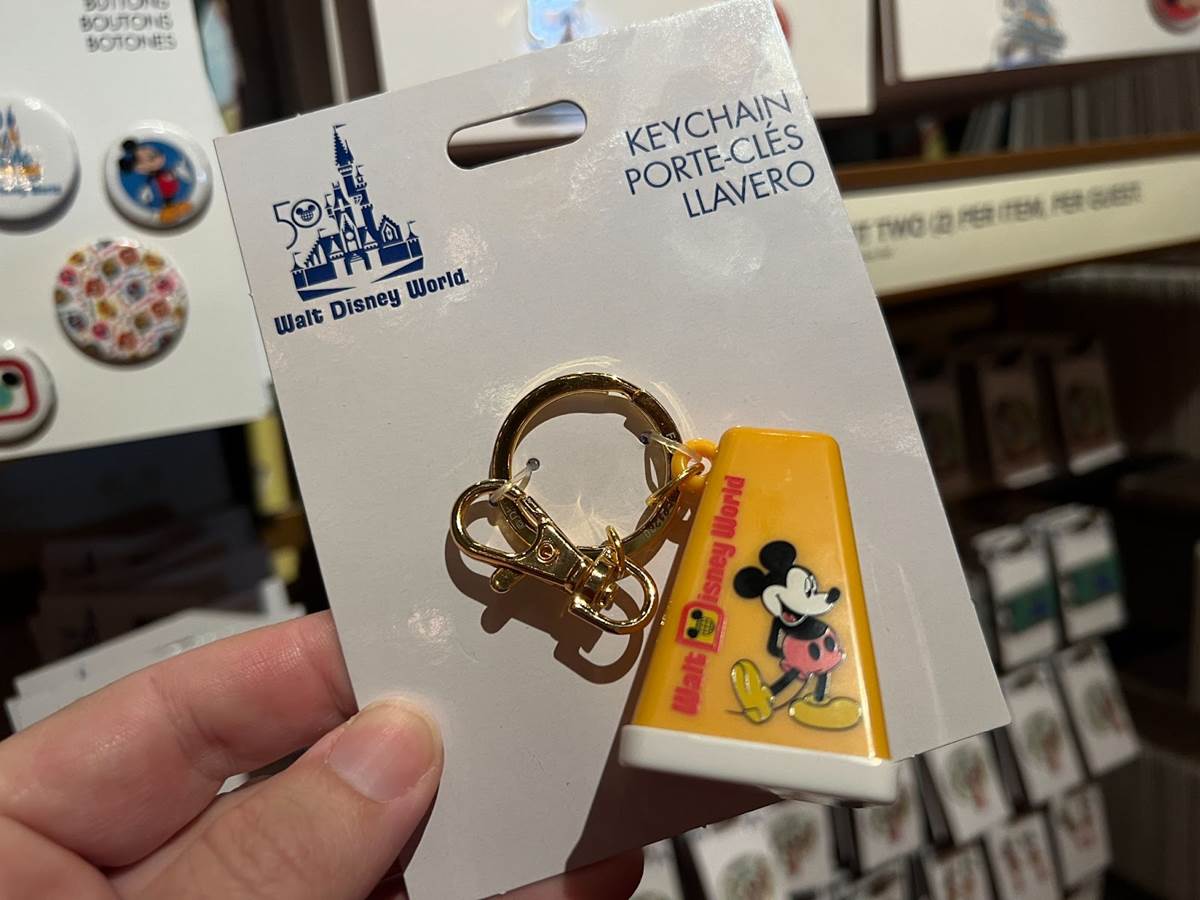 BUTTONS
BOUTONS
BOTONES
50
Walt Disney World
KEYCHAIN
PORTE-CLÉS
LLAVERO
TWO (2) PER ITEM, PER GUEST
Walt Disney World